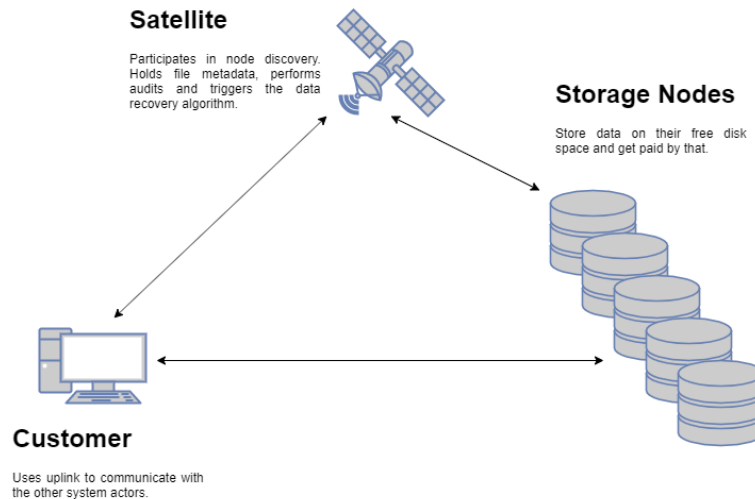 Satellite
Participates in node discovery.
Holds file metadata, performs
audits and triggers the data
recovery algorithm.
Storage Nodes
Store data on their free disk
space and get paid by that.
Customer
Uses uplink to communicate with
the other system actors.